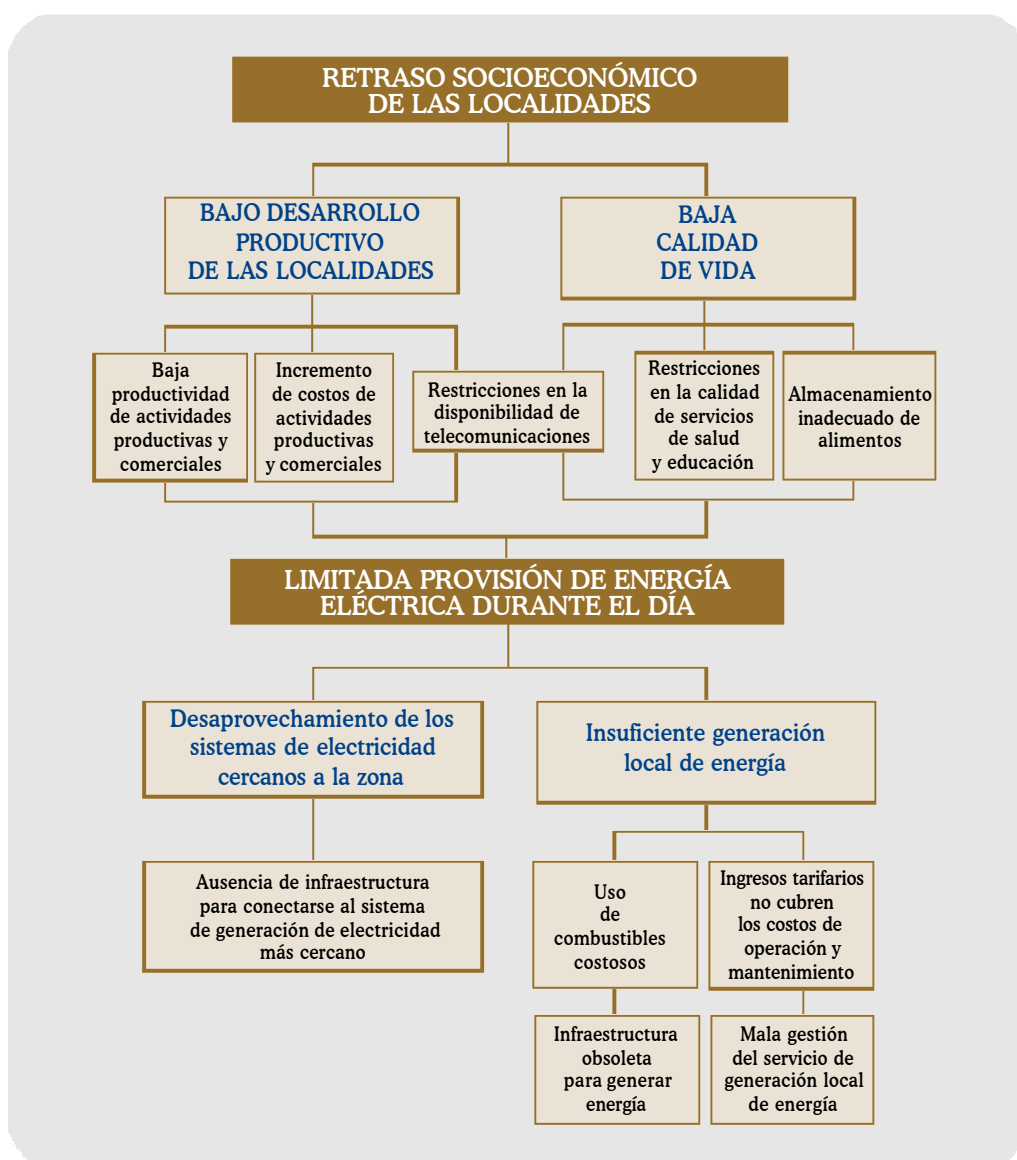 RETRASO SOCIOECONÓMICO
DE LAS LOCALIDADES
BAJO DESARROLLO
PRODUCTIVO
DE LAS LOCALIDADES
BAJA
CALIDAD
DE VIDA
Baja
productividad
de actividades
productivas y
comerciales
Incremento
de costos de
actividades
productivas
y comerciales
Restricciones en la
disponibilidad de
telecomunicaciones
Restricciones
en la calidad
de servicios
de salud
y educación
Almacenamiento
inadecuado de
alimentos
LIMITADA PROVISIÓN DE ENERGÍA
ELÉCTRICA DURANTE EL DÍA
Desaprovechamiento de los
sistemas de electricidad
cercanos a la zona
Insuficiente generación
local de energía
Ausencia de infraestructura
para conectarse al sistema
de generación de electricidad
más cercano
Uso
de
combustibles
costosos
Ingresos tarifarios
no cubren
los costos de
operación y
mantenimiento
Infraestructura
obsoleta
para generar
energía
Mala gestión
del servicio de
generación local
de energía